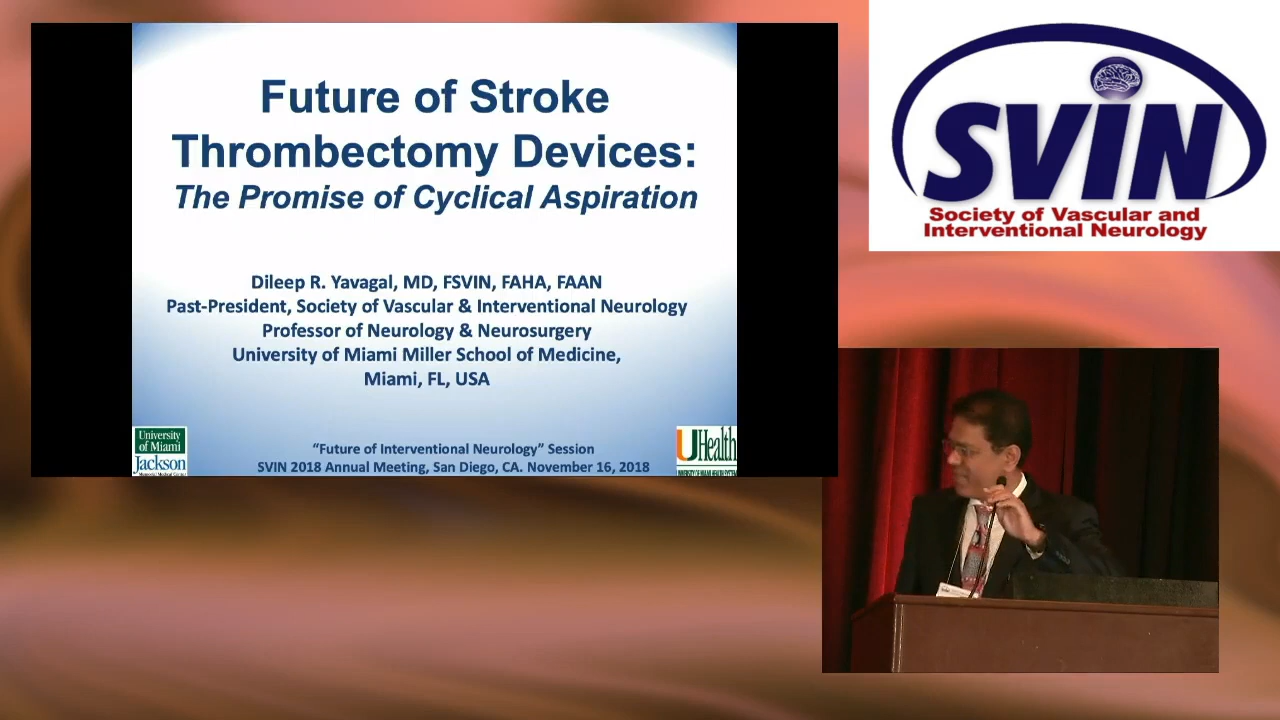 Future of Stroke
Thrombectomy Devices:
The Promise of Cyclical Aspiration
Dileep R. Yavagal, MD, FSVIN, FAHA, FAAN
Past-President, Society of Vascular & Interventional Neurology
Professor of Neurology & Neurosurgery
University of Miami Miller School of Medicine,
Miami, FL, USA
University
of Miami
Jackson
UHealth
“Future of Interventional Neurology” Session
SVIN 2018 Annual Meeting, San Diego, CA. November 16, 2018
SVIN
Society of Vascular and
Interventional Neurology